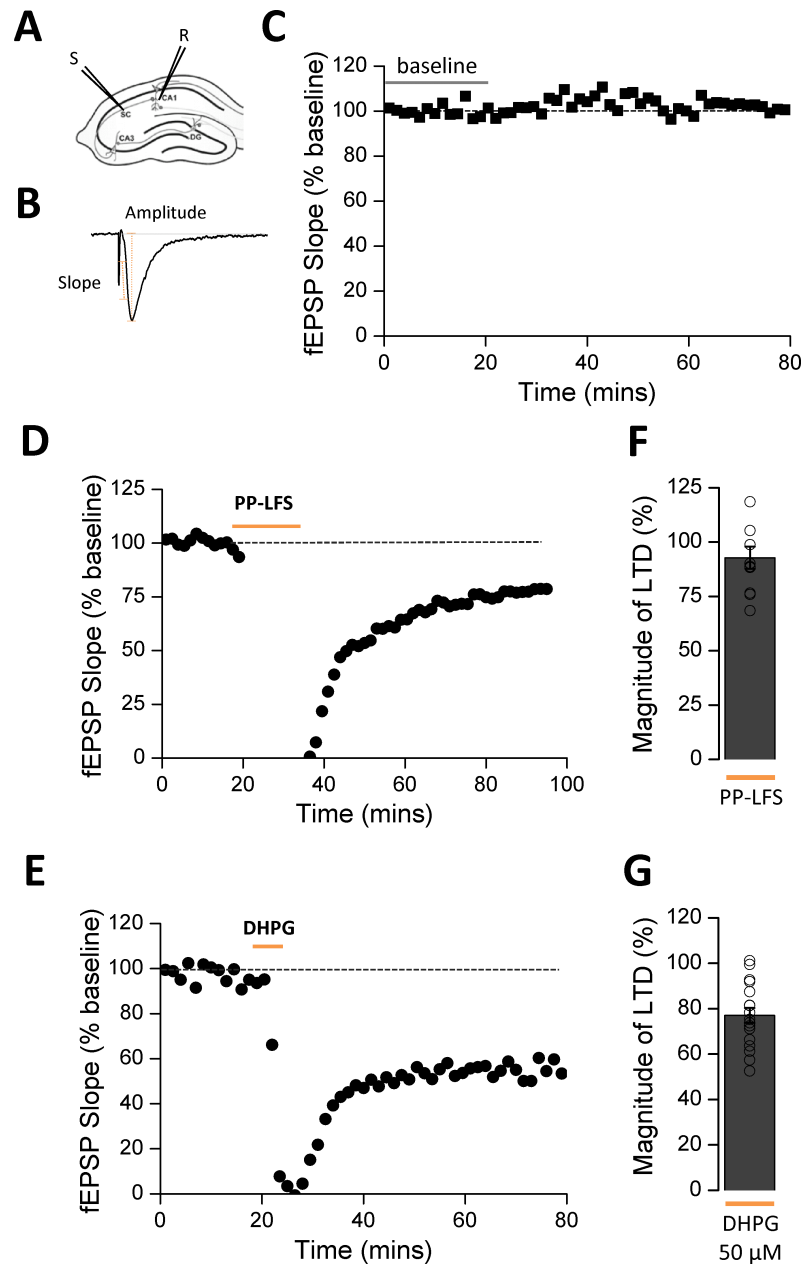 A
S
R
CA1
SC
CA3
DG
B
Amplitude
Slope
C
fEPSP Slope (% baseline)
120
100
80
60
40
20
0
baseline
0 20 40 60 80
Time (mins)
D
fEPSP Slope (% baseline)
125
100
75
50
25
0
PP-LFS
0 20 40 60 80 100
Time (mins)
F
Magnitude of LTD (%)
125
100
75
50
25
0
PP-LFS
E
fEPSP Slope (% baseline)
120
100
80
60
40
20
0
DHPG
0 20 40 60 80
Time (mins)
G
Magnitude of LTD (%)
120
100
80
60
40
20
0
DHPG
50 µM